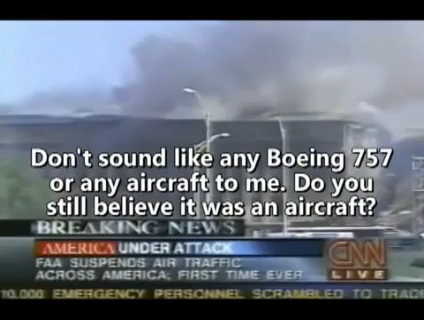 Don't sound like any Boeing 757
or any aircraft to me. Do you
still believe it was an aircraft?
BREAKING NEWS
AMERICA UNDER ATTACK
CNN
LIVE
FAA SUSPENDS AIR TRAFFIC
ACROSS AMERICA; FIRST TIME EVER
10,000 EMERGENCY PERSONNEL SCRAMBLED TO TRAD